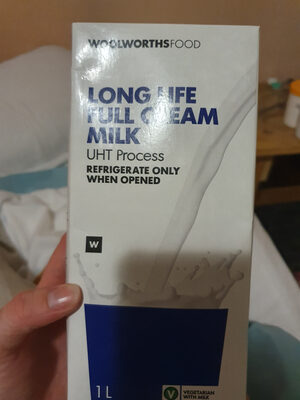 WOOLWORTHSFOOD
LONG LIFE
FULL CREAM
MILK
UHT Process
REFRIGERATE ONLY
WHEN OPENED
W
1L
V
VEGETARIAN
WITH MILK